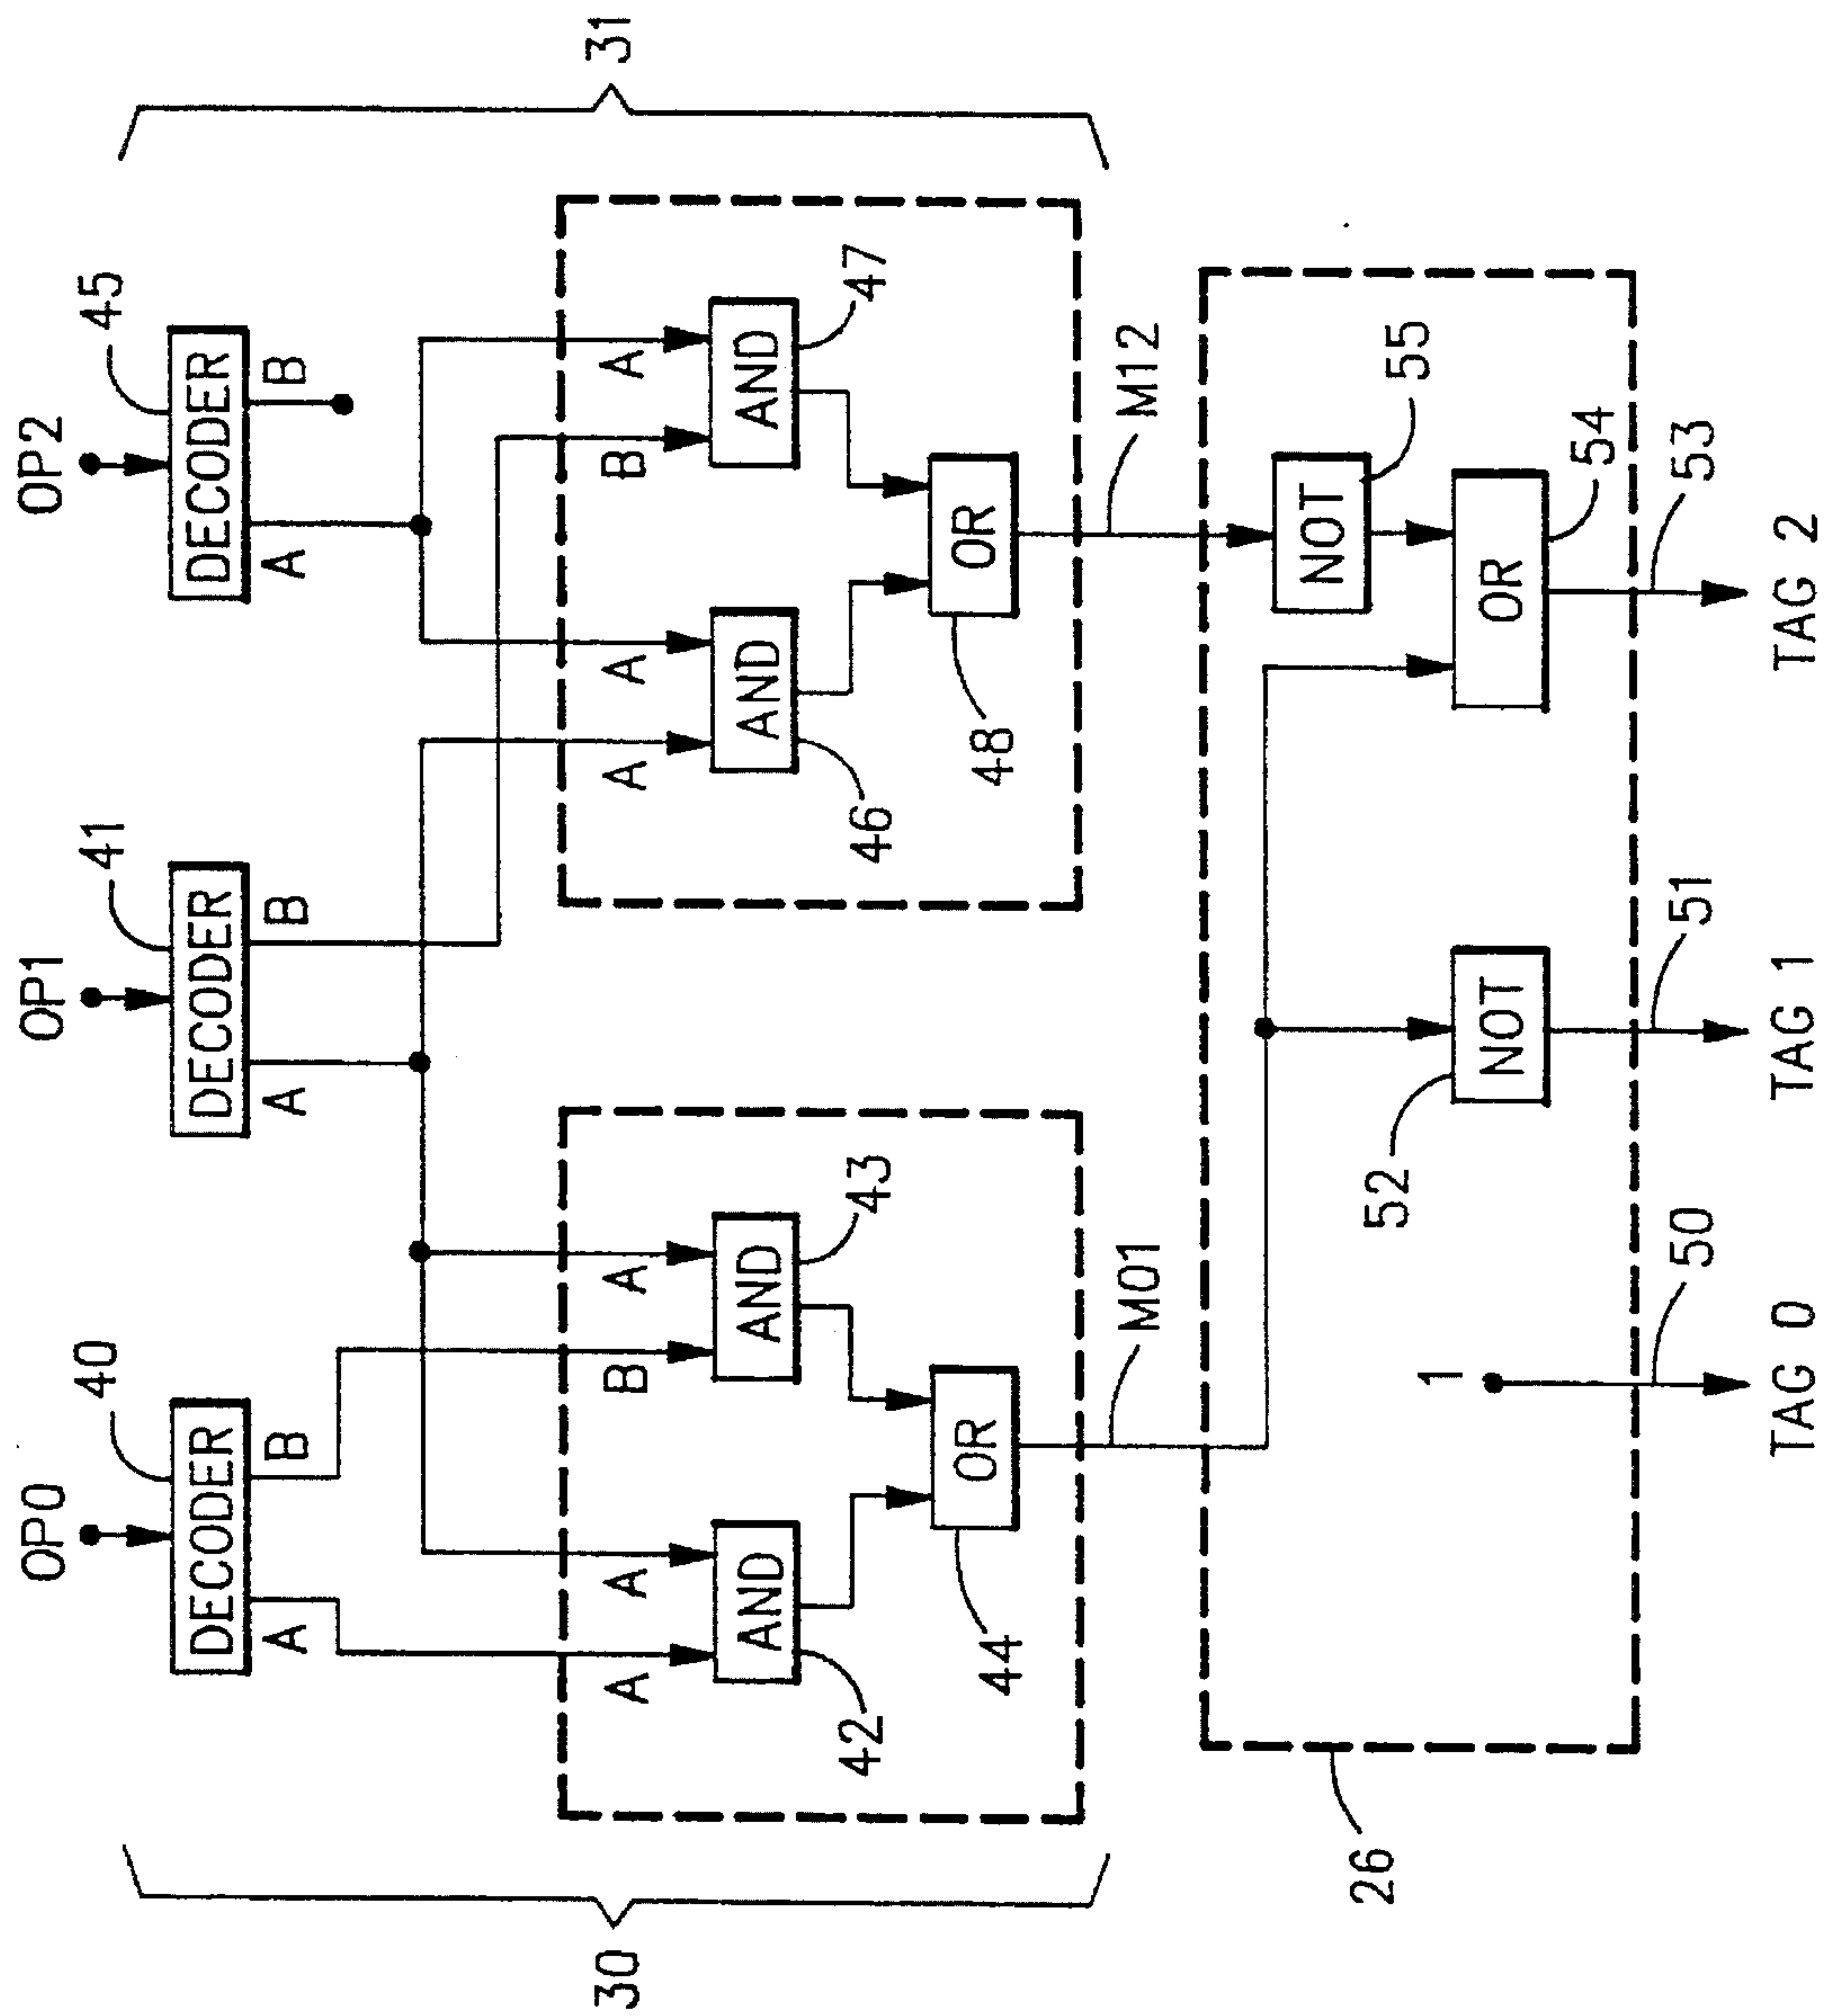 OP0
OP1
OP2
40
41
45
DECODER
DECODER
DECODER
A
B
A
B
A
B
30
31
A
A
B
A
A
A
B
A
AND
AND
AND
AND
42
43
46
47
OR
OR
44
48
M01
M12
26
NOT
55
1
52
NOT
OR
54
50
51
53
TAG 0
TAG 1
TAG 2